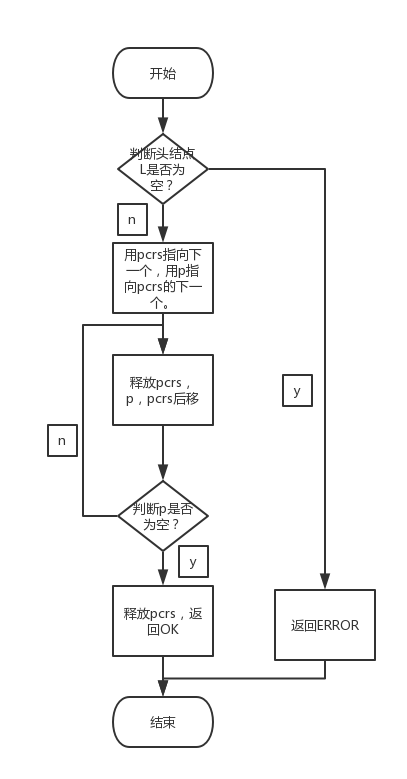 开始
判断头结点
L是否为
空？
n
用pcrs指向下
一个，用p指
向pcrs的下一
个。
释放pcrs，
p，pcrs后移
y
n
判断p是否
为空？
y
释放pcrs，返
回OK
返回ERROR
结束